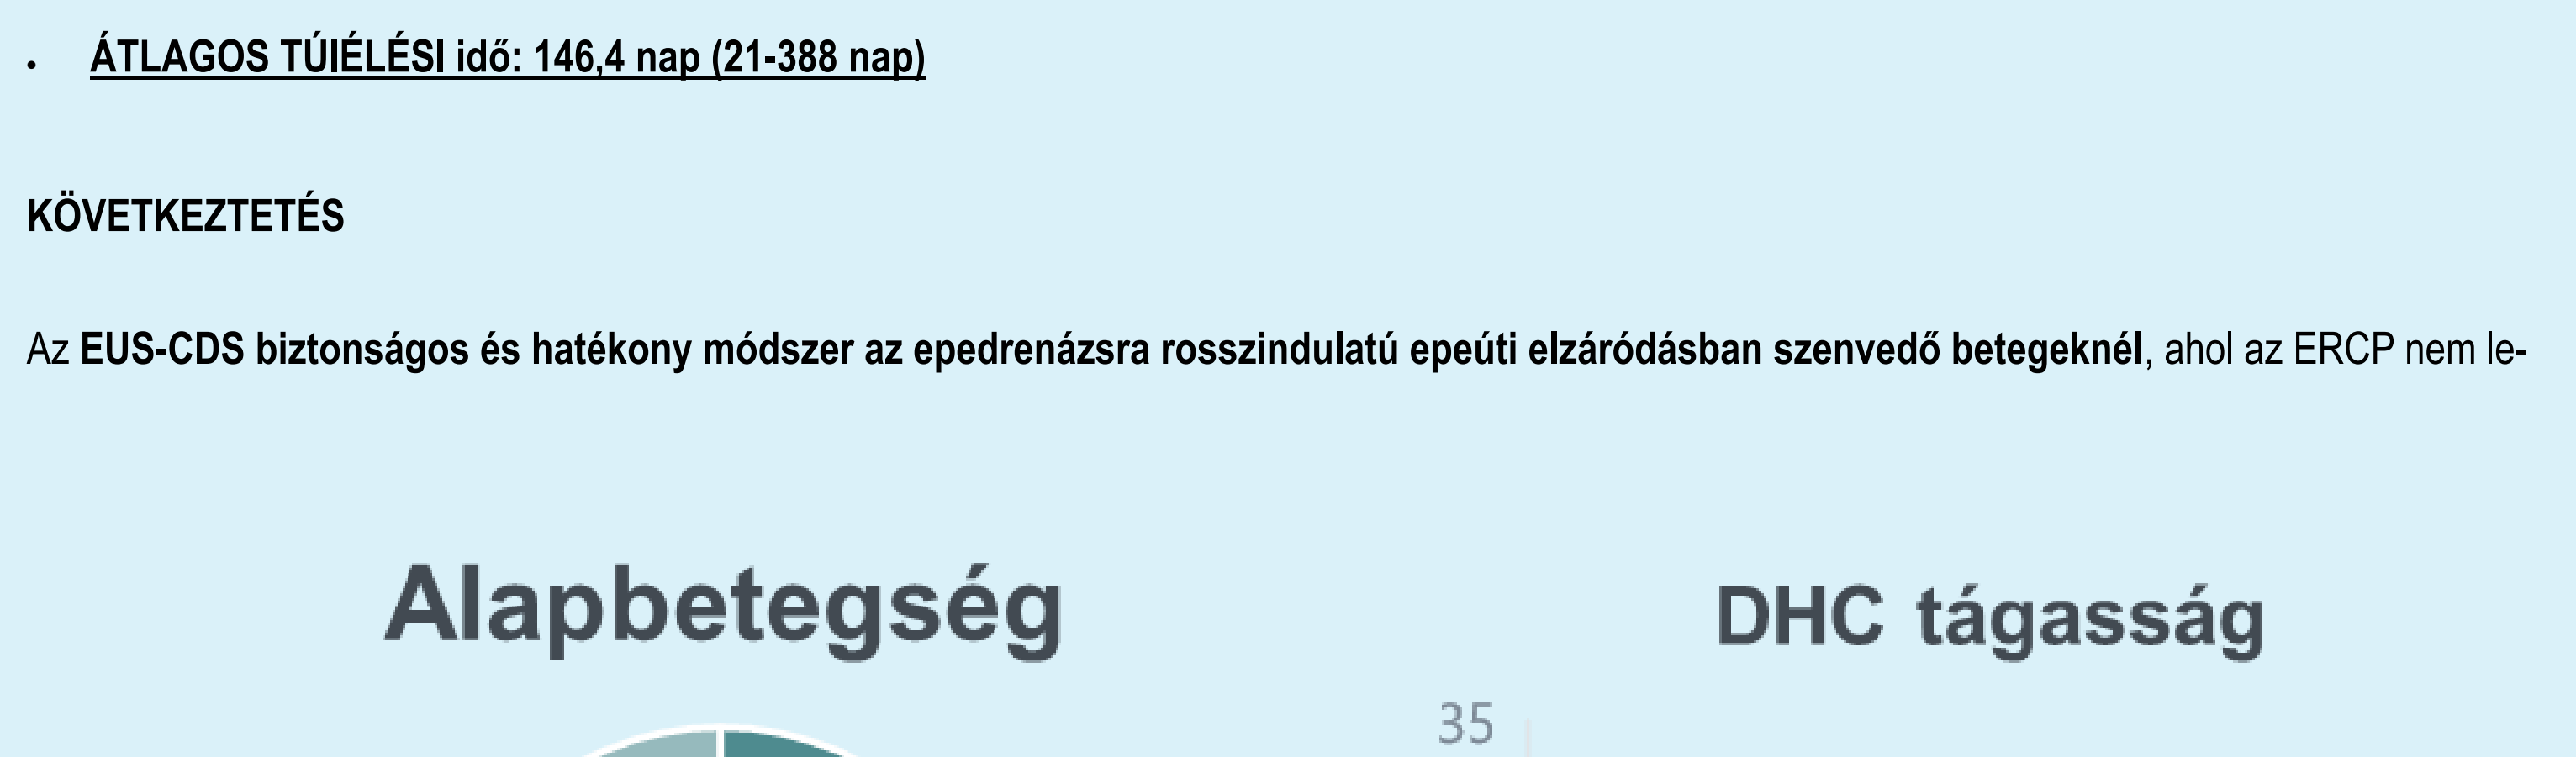 • ÁTLAGOS TÚlÉLÉSI idő: 146,4 nap (21-388 nap)
KÖVETKEZTETÉS
Az EUS-CDS biztonságos és hatékony módszer az epedrenázsra rosszindulatú epeúti elzáródásban szenvedő betegeknél, ahol az ERCP nem le-
Alapbetegség
DHC tágasság
35